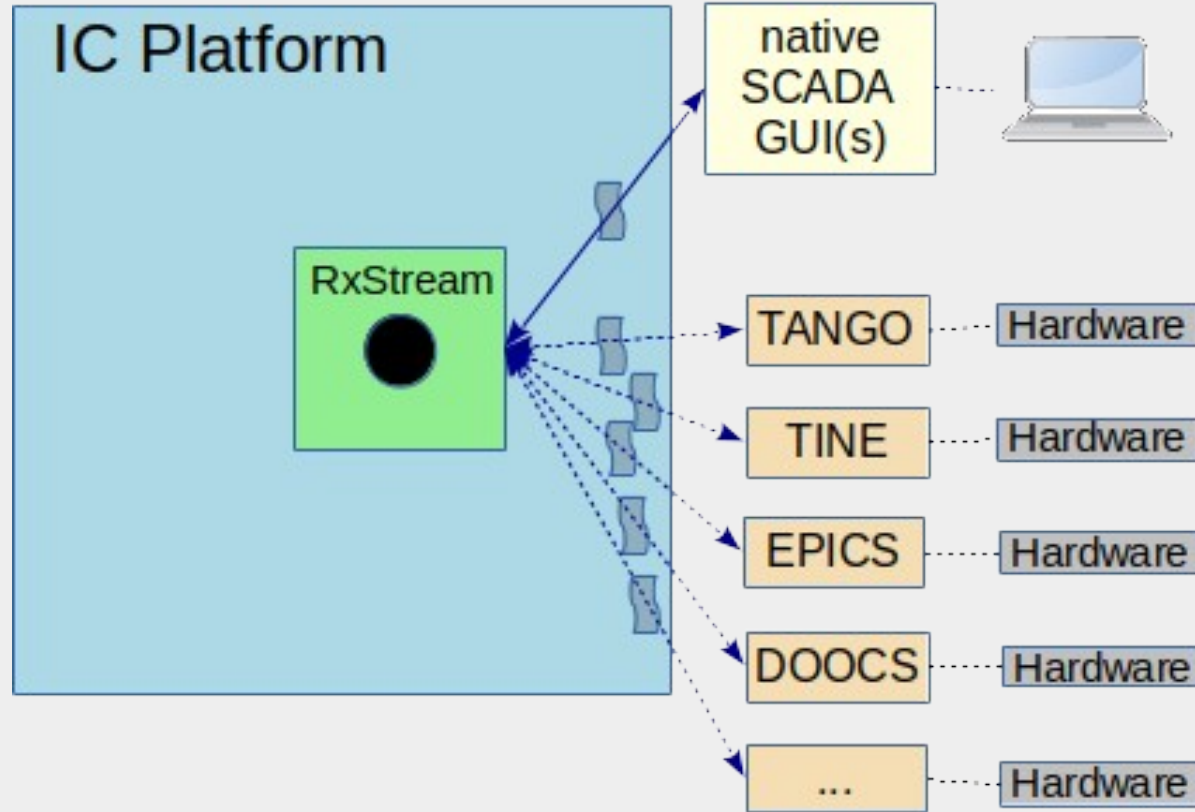 IC Platform
native
SCADA
GUI(s)
RxStream
TANGO
Hardware
TINE
Hardware
EPICS
Hardware
DOOCS
Hardware
...
Hardware